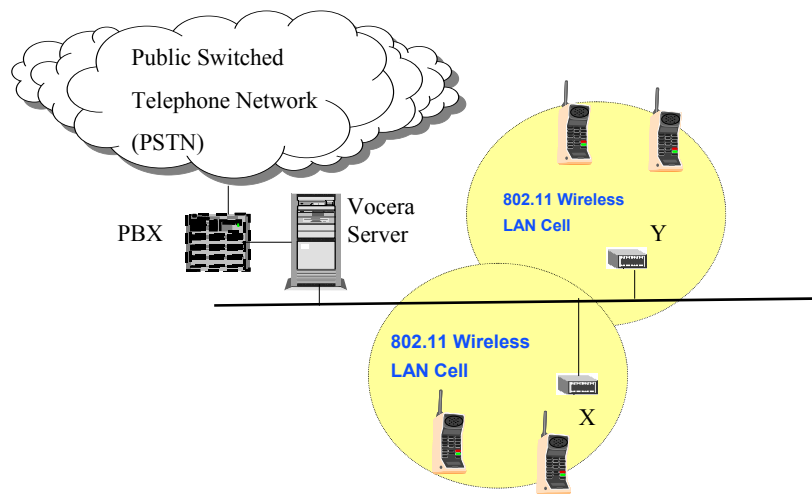 Public Switched
Telephone Network
(PSTN)
PBX
Vocera
Server
802.11 Wireless
LAN Cell
Y
802.11 Wireless
LAN Cell
X